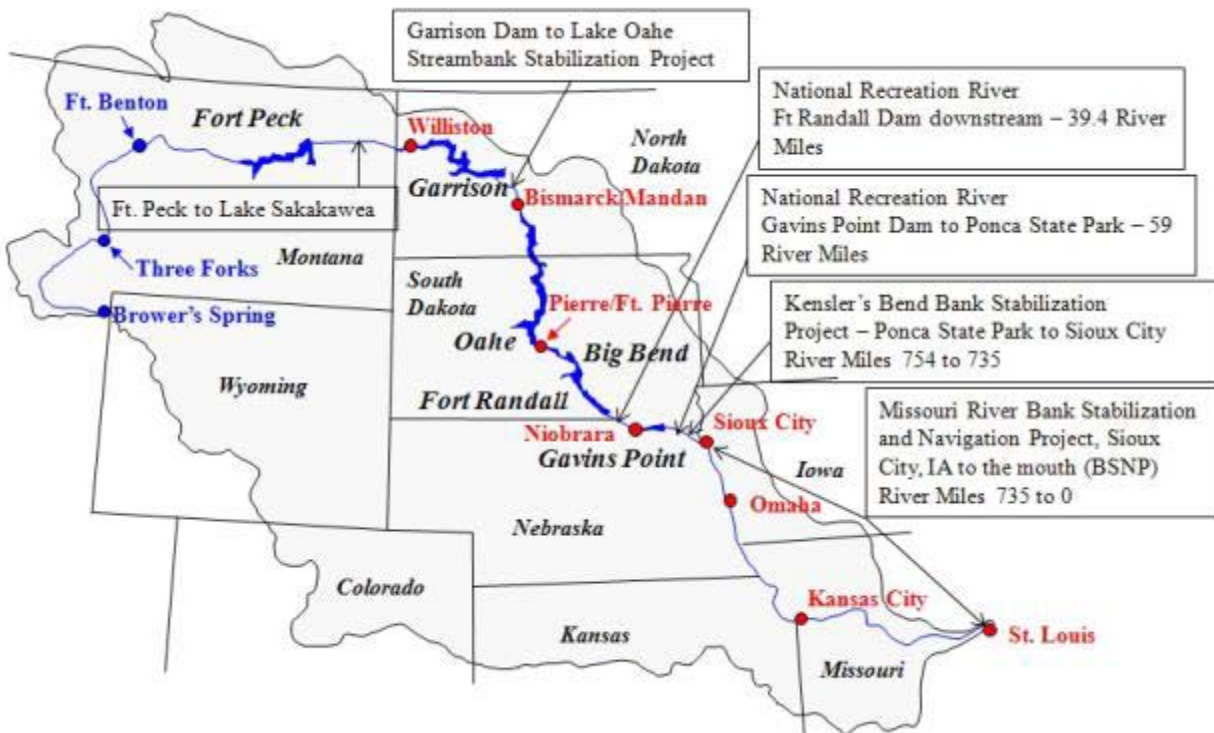 Garrison Dam to Lake Oahe
Streambank Stabilization Project
National Recreation River
Ft Randall Dam downstream – 39.4 River
Miles
National Recreation River
Gavins Point Dam to Ponca State Park – 59
River Miles
Kensler's Bend Bank Stabilization
Project – Ponca State Park to Sioux City
River Miles 754 to 735
Missouri River Bank Stabilization
and Navigation Project, Sioux
City, IA to the mouth (BSNP)
River Miles 735 to 0
Ft. Benton
Fort Peck
Williston
North
Dakota
Garrison
Bismarck/Mandan
Ft. Peck to Lake Sakakawea
Three Forks
Montana
South
Dakota
Brower's Spring
Pierre/Ft. Pierre
Oahe
Big Bend
Wyoming
Fort Randall
Niobrara
Sioux City
Gavins Point
Iowa
Omaha
Nebraska
Colorado
Kansas City
Kansas
St. Louis
Missouri